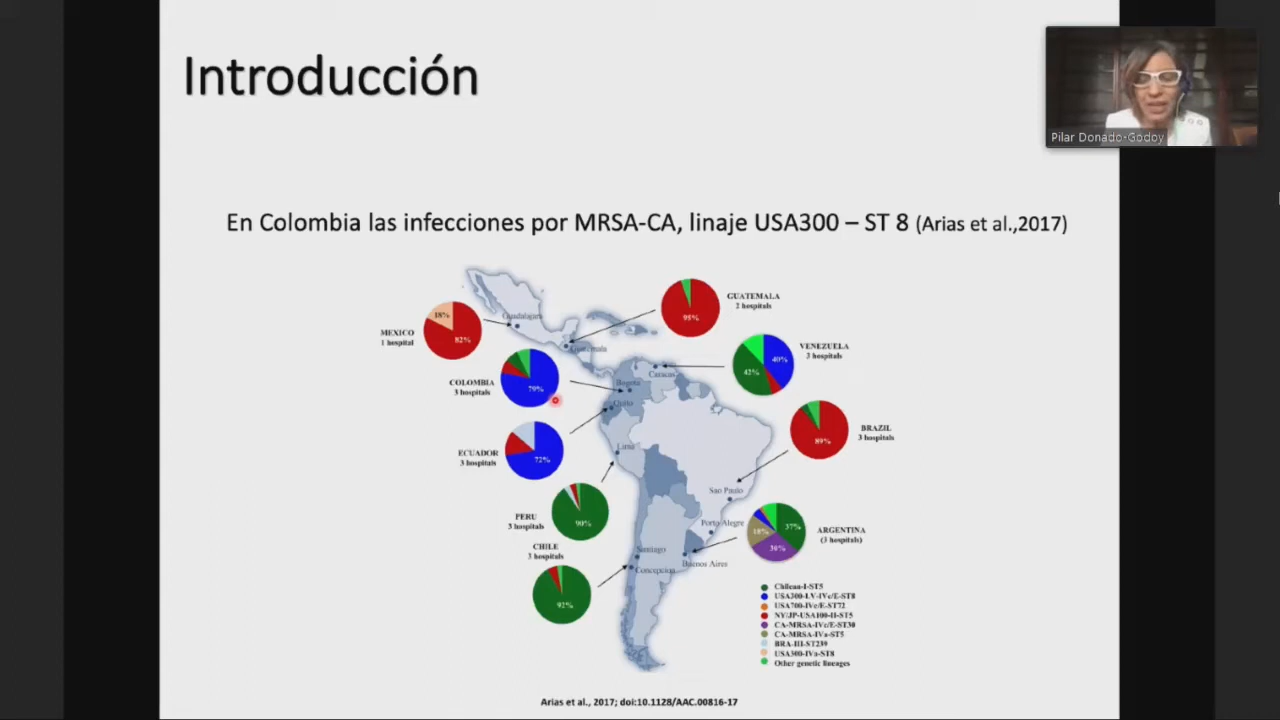 Introducción
Pilar Donado-Godoy
En Colombia las infecciones por MRSA-CA, linaje USA300 – ST 8 (Arias et al.,2017)
GUATEMALA
2 hospitals
95%
MEXICO
1 hospital
18%
82%
Guadalajara
Guatemala
VENEZUELA
3 hospitals
40%
42%
Caracas
COLOMBIA
3 hospitals
79%
Bogota
Quito
BRAZIL
3 hospitals
89%
ECUADOR
3 hospitals
72%
Lima
Sao Paulo
PERU
3 hospitals
90%
Porto Alegre
ARGENTINA
(3 hospitals)
37%
18%
30%
CHILE
3 hospitals
92%
Santiago
Concepcion
Buenos Aires
Chilean-I-ST5
USA300-LV-IVc/E-ST8
USA700-IVc/E-ST72
NY/JP-USA100-II-ST5
CA-MRSA-IVc/E-ST30
CA-MRSA-IVa-ST5
BRA-III-ST239
USA300-IVa-ST8
Other genetic lineages
Arias et al., 2017; doi:10.1128/AAC.00816-17